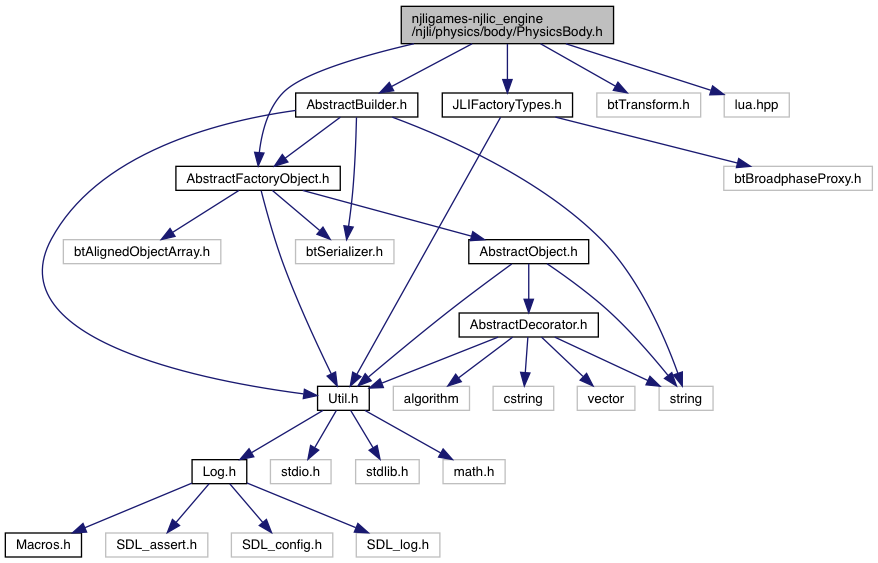 njligames-njlic_engine
/njli/physics/body/PhysicsBody.h
AbstractBuilder.h
JLIFactoryTypes.h
btTransform.h
lua.hpp
AbstractFactoryObject.h
btBroadphaseProxy.h
btAlignedObjectArray.h
btSerializer.h
AbstractObject.h
AbstractDecorator.h
Util.h
algorithm
cstring
vector
string
Log.h
stdio.h
stdlib.h
math.h
Macros.h
SDL_assert.h
SDL_config.h
SDL_log.h